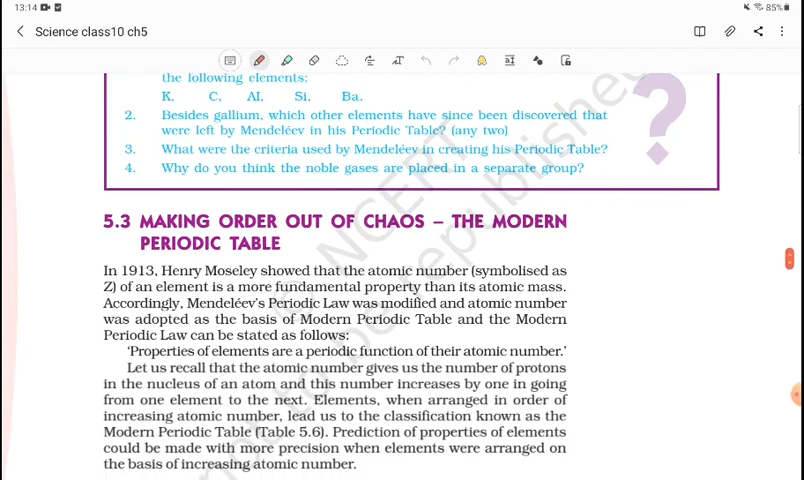 13:14
85%
Science class10 ch5
the following elements:
K, C, AI, Si, Ba.
2. Besides gallium, which other elements have since been discovered that
were left by Mendeléev in his Periodic Table? (any two)
3. What were the criteria used by Mendeléev in creating his Periodic Table?
4. Why do you think the noble gases are placed in a separate group?
?
5.3 MAKING ORDER OUT OF CHAOS – THE MODERN
PERIODIC TABLE
In 1913, Henry Moseley showed that the atomic number (symbolised as
Z) of an element is a more fundamental property than its atomic mass.
Accordingly, Mendeléev's Periodic Law was modified and atomic number
was adopted as the basis of Modern Periodic Table and the Modern
Periodic Law can be stated as follows:
'Properties of elements are a periodic function of their atomic number.'
Let us recall that the atomic number gives us the number of protons
in the nucleus of an atom and this number increases by one in going
from one element to the next. Elements, when arranged in order of
increasing atomic number, lead us to the classification known as the
Modern Periodic Table (Table 5.6). Prediction of properties of elements
could be made with more precision when elements were arranged on
the basis of increasing atomic number.
© NCERT
not to be republished